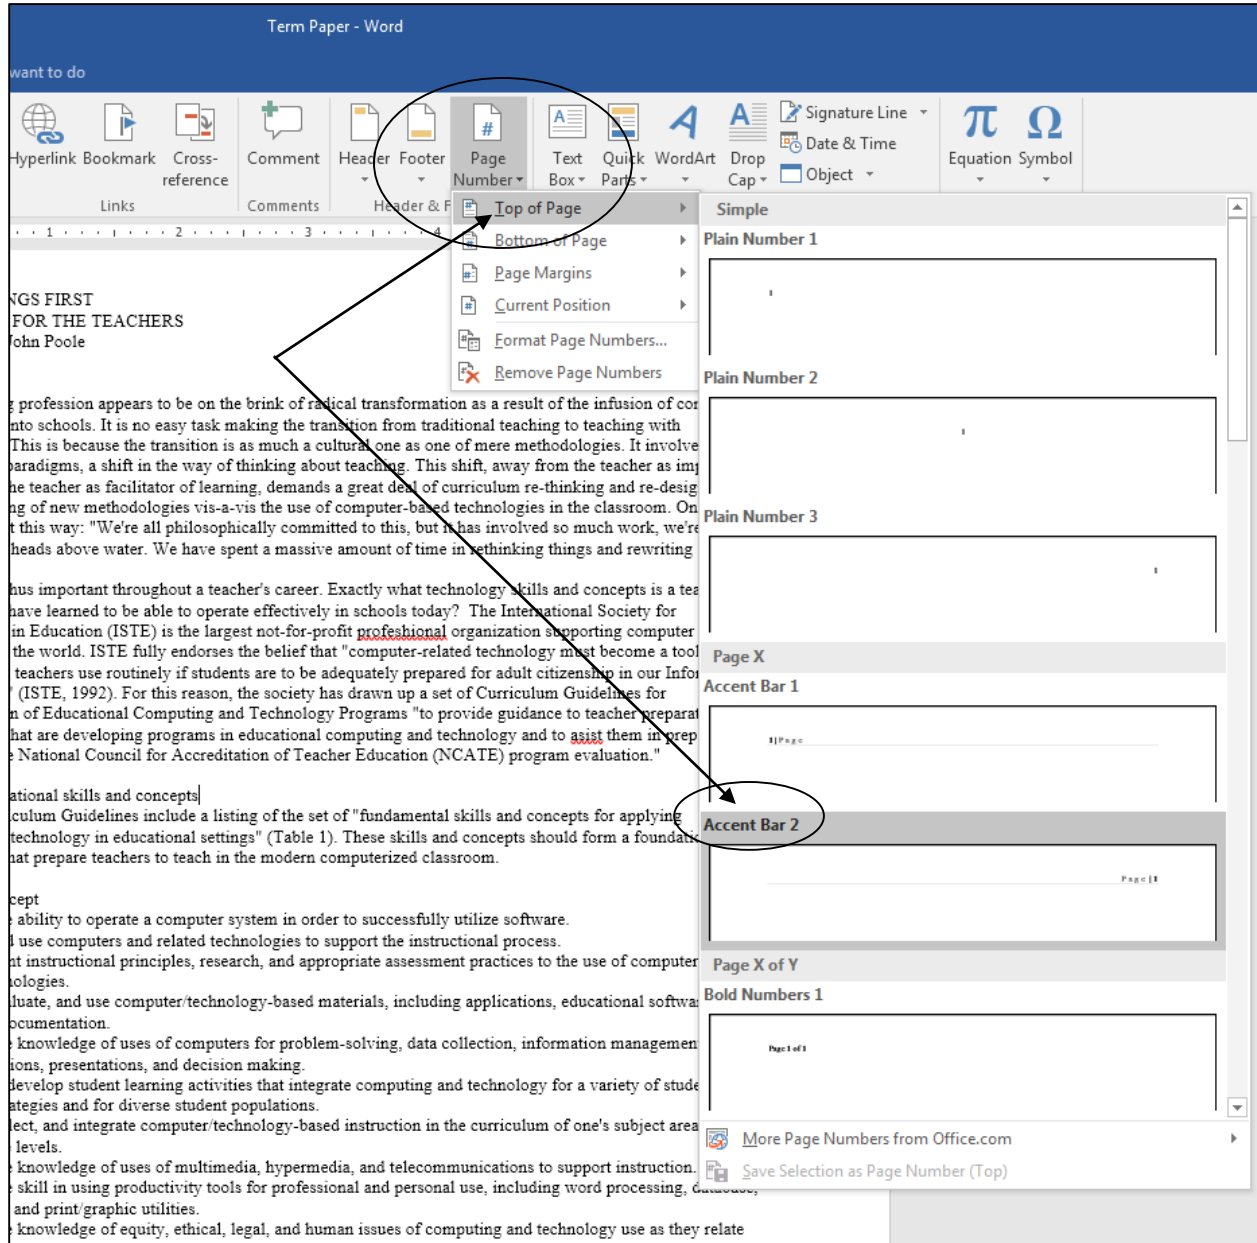 Term Paper - Word
want to do
Hyperlink Bookmark Cross-reference
Comment
Header Footer Page Number
Text Box Quick Parts WordArt Drop Cap
Signature Line
Date & Time
Object
Equation Symbol
Links
Comments
Header & F
1 2 3 4
Top of Page
Bottom of Page
Page Margins
Current Position
Format Page Numbers...
Remove Page Numbers
NGS FIRST
FOR THE TEACHERS
John Poole
profession appears to be on the brink of radical transformation as a result of the infusion of con
nto schools. It is no easy task making the transition from traditional teaching to teaching with
This is because the transition is as much a cultural one as one of mere methodologies. It involve
paradigms, a shift in the way of thinking about teaching. This shift, away from the teacher as imp
he teacher as facilitator of learning, demands a great deal of curriculum re-thinking and re-desig
ng of new methodologies vis-a-vis the use of computer-based technologies in the classroom. On
t this way: "We're all philosophically committed to this, but it has involved so much work, we're
heads above water. We have spent a massive amount of time in rethinking things and rewriting
hus important throughout a teacher's career. Exactly what technology skills and concepts is a tea
have learned to be able to operate effectively in schools today? The International Society for
in Education (ISTE) is the largest not-for-profit profeshional organization supporting computer
the world. ISTE fully endorses the belief that "computer-related technology must become a tool
teachers use routinely if students are to be adequately prepared for adult citizenship in our Infor
" (ISTE, 1992). For this reason, the society has drawn up a set of Curriculum Guidelines for
n of Educational Computing and Technology Programs "to provide guidance to teacher preparat
hat are developing programs in educational computing and technology and to asist them in prep
e National Council for Accreditation of Teacher Education (NCATE) program evaluation."
ational skills and concepts
iculum Guidelines include a listing of the set of "fundamental skills and concepts for applying
technology in educational settings" (Table 1). These skills and concepts should form a foundatio
hat prepare teachers to teach in the modern computerized classroom.
cept
e ability to operate a computer system in order to successfully utilize software.
d use computers and related technologies to support the instructional process.
nt instructional principles, research, and appropriate assessment practices to the use of computer
nologies.
luate, and use computer/technology-based materials, including applications, educational softwa
ocumentation.
e knowledge of uses of computers for problem-solving, data collection, information managemen
ions, presentations, and decision making.
develop student learning activities that integrate computing and technology for a variety of stude
ategies and for diverse student populations.
lect, and integrate computer/technology-based instruction in the curriculum of one's subject area
levels.
e knowledge of uses of multimedia, hypermedia, and telecommunications to support instruction.
e skill in using productivity tools for professional and personal use, including word processing, database,
and print/graphic utilities.
e knowledge of equity, ethical, legal, and human issues of computing and technology use as they relate
Simple
Plain Number 1
1
Plain Number 2
1
Plain Number 3
1
Page X
Accent Bar 1
1|Page
Accent Bar 2
Page|1
Page X of Y
Bold Numbers 1
Page 1 of 1
More Page Numbers from Office.com
Save Selection as Page Number (Top)